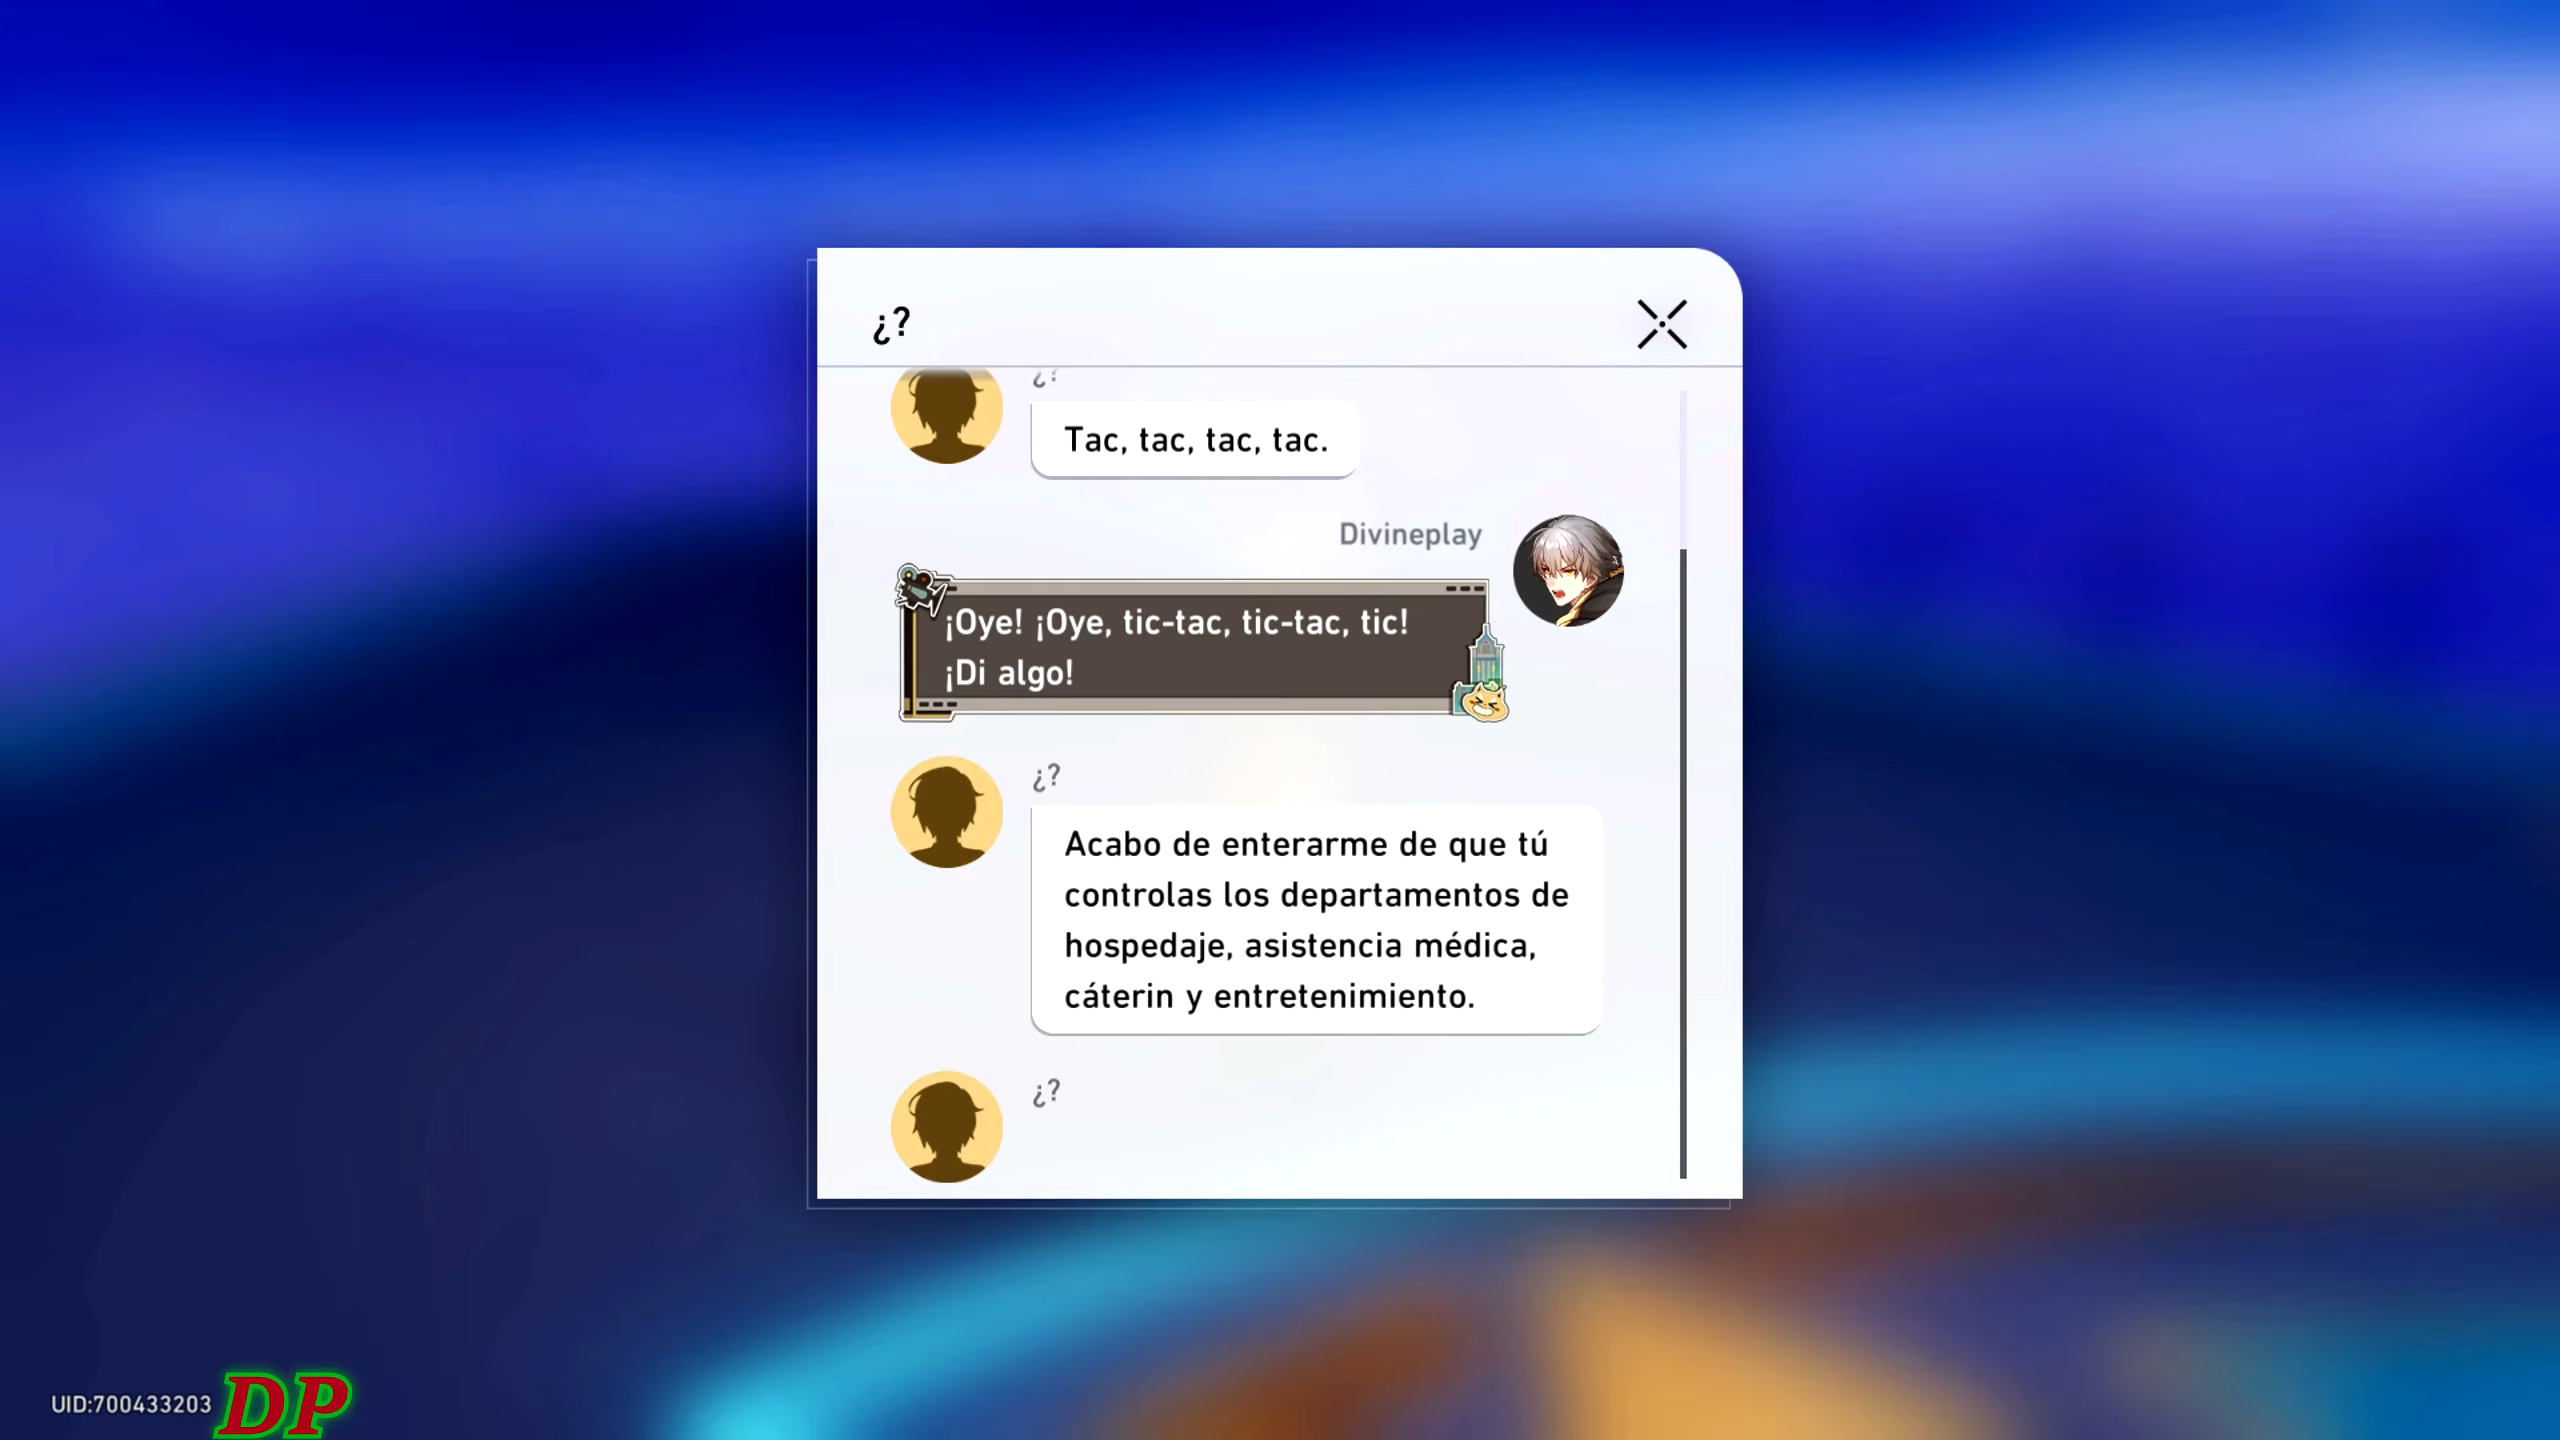 ¿?
¿?
Tac, tac, tac, tac.
Divineplay
¡Oye! ¡Oye, tic-tac, tic-tac, tic!
¡Di algo!
¿?
Acabo de enterarme de que tú
controlas los departamentos de
hospedaje, asistencia médica,
cáterin y entretenimiento.
¿?
UID:700433203
DP